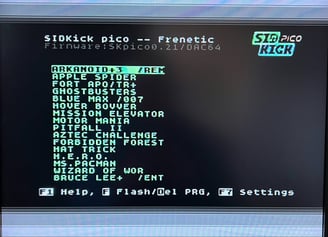 SIDKick pico -- Frenetic
Firmware:SKpico0.21/DAC64
SID PICO
KICK
ARKANOID+3 /REM
APPLE SPIDER
FORT APO/TR+
GHOSTBUSTERS
BLUE MAX /007
HOVER BOVVER
MISSION ELEVATOR
MOTOR MANIA
PITFALL II
AZTEC CHALLENGE
FORBIDDEN FOREST
HAT TRICK
H.E.R.O.
MS.PACMAN
WIZARD OF WOR
BRUCE LEE+ /ENT
F1 Help, F Flash/Del PRG, F7 Settings